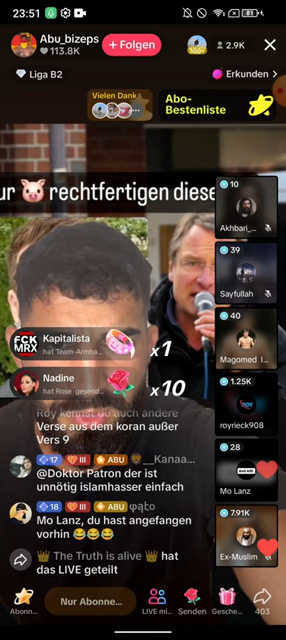 23:51
81
Abu_bizeps
113.8K
+ Folgen
2.9K
Liga B2
Erkunden >
Vielen Dank
Abo-
Bestenliste
ur 🐷 rechtfertigen diese
10
Akhbari_...
39
Sayfullah
40
Magomed I...
1.25K
royrieck908
28
Mo Lanz
7.91K
Ex-Muslim
FCK
MRX
Kapitalista
hat Team-Armba...
x1
Nadine
hat Rose gesend...
x10
Roy kennst du auch andere
Verse aus dem koran außer
Vers 9
17 III ABU __Kanaa...
@Doktor Patron der ist
unnötig islamhasser einfach
18 III ABU
Mo Lanz, du hast angefangen
vorhin 😂😂😂
👑 The Truth is alive 👑 hat
das LIVE geteilt
Abonn...
Nur Abonne...
LIVE mi...
Senden
Gesche...
403